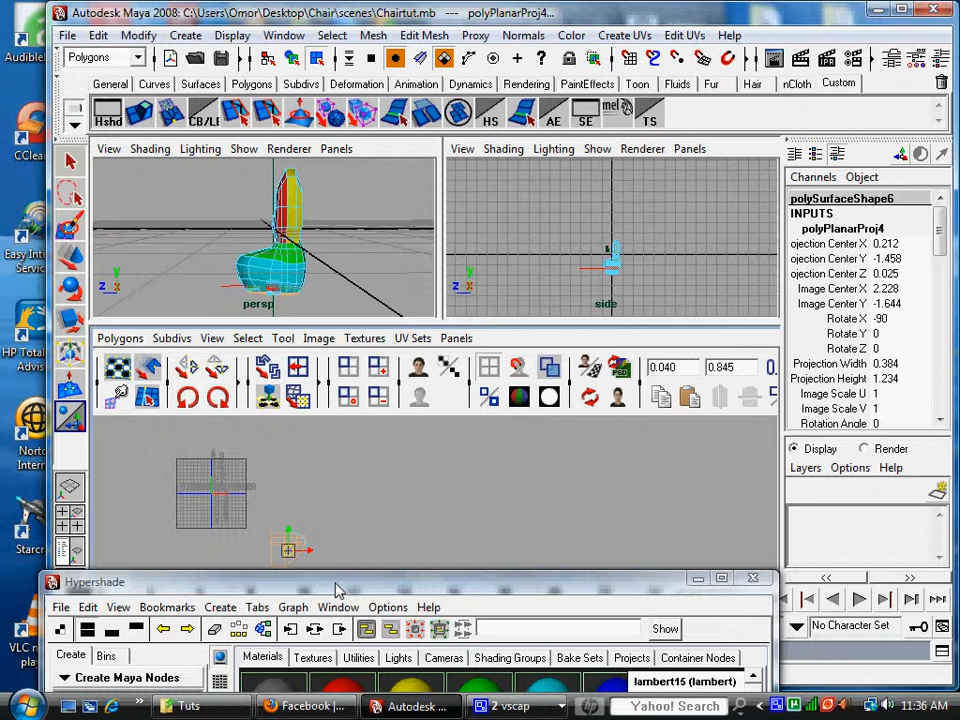 Autodesk Maya 2008: C:\Users\Omor\Desktop\Chair\scenes\Chairtut.mb --- polyPlanarProj4...
File Edit Modify Create Display Window Select Mesh Edit Mesh Proxy Normals Color Create UVs Edit UVs Help
Polygons
General Curves Surfaces Polygons Subdivs Deformation Animation Dynamics Rendering PaintEffects Toon Fluids Fur Hair nCloth Custom
Hshd CB/LE HS AE SE mel TS
View Shading Lighting Show Renderer Panels
View Shading Lighting Show Renderer Panels
Channels Object
polySurfaceShape6
INPUTS
polyPlanarProj4
ojection Center X 0.212
ojection Center Y -1.458
ojection Center Z 0.025
Image Center X 2.228
Image Center Y -1.644
Rotate X -90
Rotate Y 0
Rotate Z 0
Projection Width 0.384
Projection Height 1.234
Image Scale U 1
Image Scale V 1
Rotation Angle 0
y
z x
persp
y
z x
side
Polygons Subdivs View Select Tool Image Textures UV Sets Panels
0.040 0.845 0.
PSD
Display Render
Layers Options Help
Hypershade
File Edit View Bookmarks Create Tabs Graph Window Options Help
Show
Create Bins
Create Maya Nodes
Materials Textures Utilities Lights Cameras Shading Groups Bake Sets Projects Container Nodes
lambert15 (lambert)
No Character Set
Audible
CCle
Easy Inte
Servic
HP Total
Advis
Norto
Intern
Starcr
VLC n
play
Tuts
Facebook |...
Autodesk ...
2 vscap
Yahoo! Search
11:36 AM